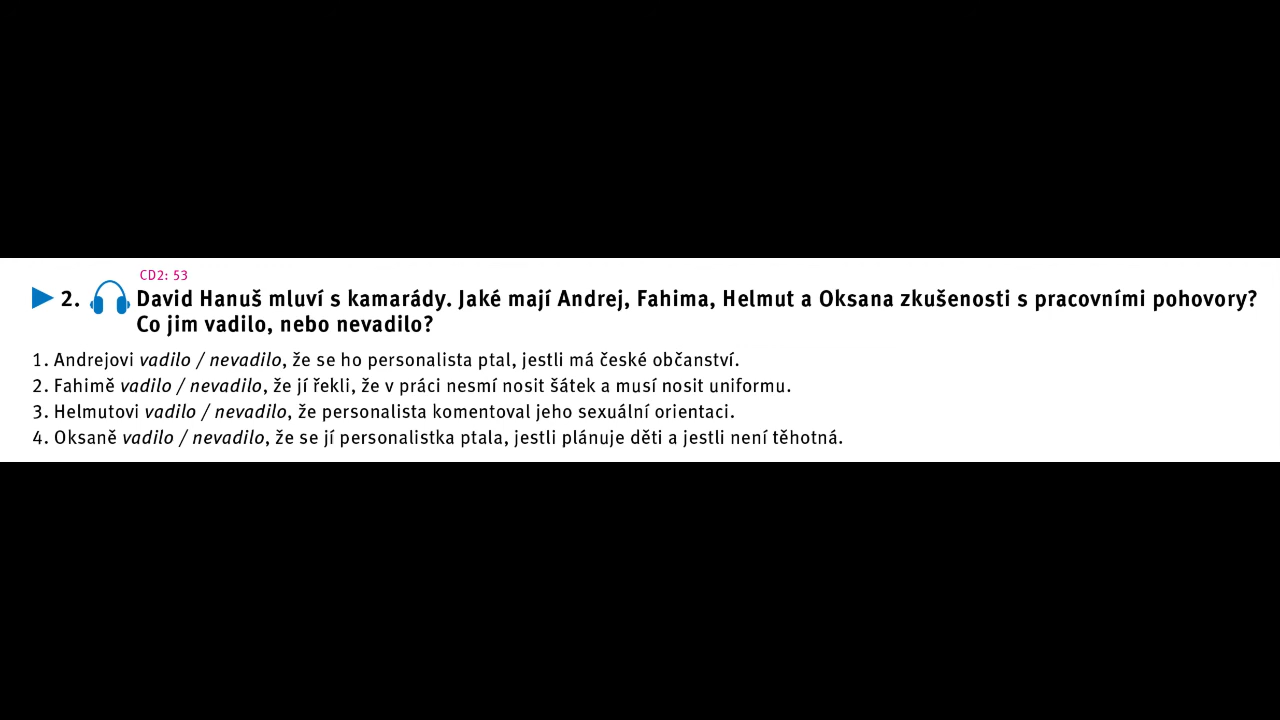 CD2: 53
2. David Hanuš mluví s kamarády. Jaké mají Andrej, Fahima, Helmut a Oksana zkušenosti s pracovními pohovory?
Co jim vadilo, nebo nevadilo?
1. Andrejovi vadilo / nevadilo, že se ho personalista ptal, jestli má české občanství.
2. Fahimě vadilo / nevadilo, že jí řekli, že v práci nesmí nosit šátek a musí nosit uniformu.
3. Helmutovi vadilo / nevadilo, že personalista komentoval jeho sexuální orientaci.
4. Oksaně vadilo / nevadilo, že se jí personalistka ptala, jestli plánuje děti a jestli není těhotná.